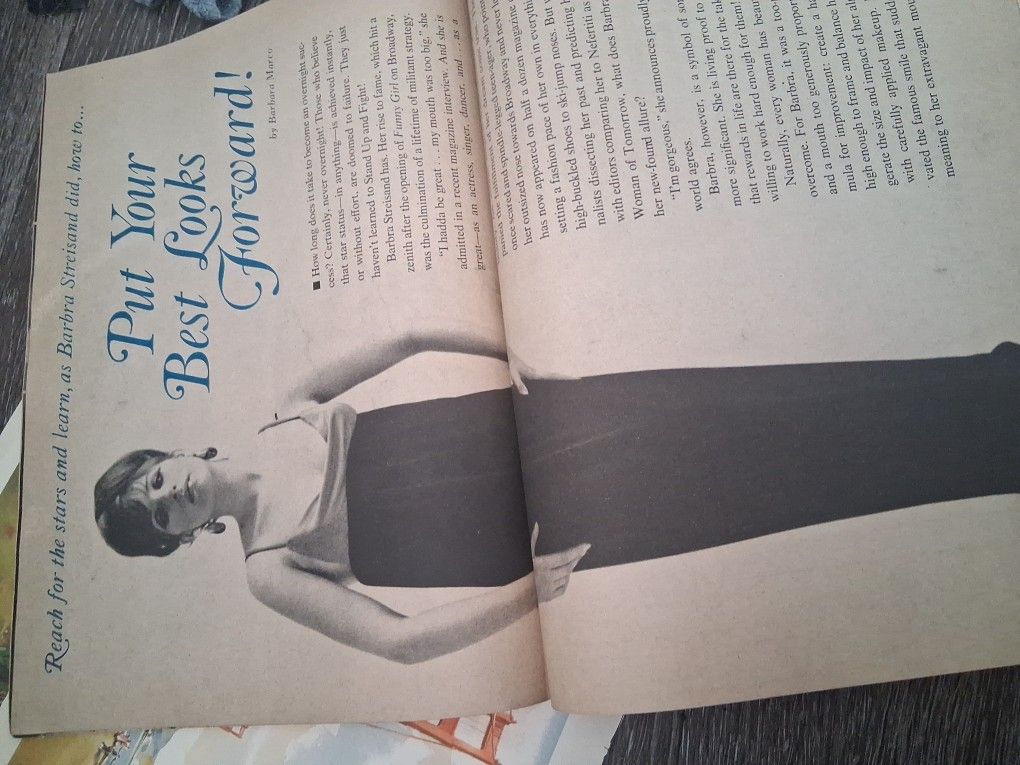 Reach for the stars and learn, as Barbra Streisand did, how to...
Put Your
Best Looks
Forward!
by Barbara Marco
■ How long does it take to become an overnight suc-
cess? Certainly, never overnight! Those who believe
that star status—in anything—is achieved instantly,
or without effort, are doomed to failure. They just
haven't learned to Stand Up and Fight!
Barbra Streisand has. Her rise to fame, which hit a
zenith after the opening of Funny Girl on Broadway,
was the culmination of a lifetime of militant strategy.
"I hadda be great . . . my mouth was too big," she
admitted in a recent magazine interview. And she is
great—as an actress, singer, dancer, and . . . as a
once scared and spindle-legged teen-ager, who
her outsized nose towards Broadway and never
has now appeared on half a dozen magazine
setting a fashion pace of her own in everything
high-buckled shoes to ski-jump noses. But
nalists dissecting her past and predicting
with editors comparing her to Nefertiti as
Woman of Tomorrow, what does Barbra
her new-found allure?
"I'm gorgeous," she announces proudly
world agrees.
Barbra, however, is a symbol of
more significant. She is living proof to
that rewards in life are there for the
willing to work hard enough for them!
Naturally, every woman has
overcome. For Barbra, it was a
and a mouth too generously
mula for improvement: create a
high enough to frame and balance
gerate the size and impact of her
with carefully applied makeup.
vated the famous smile that
meaning to her extravagant